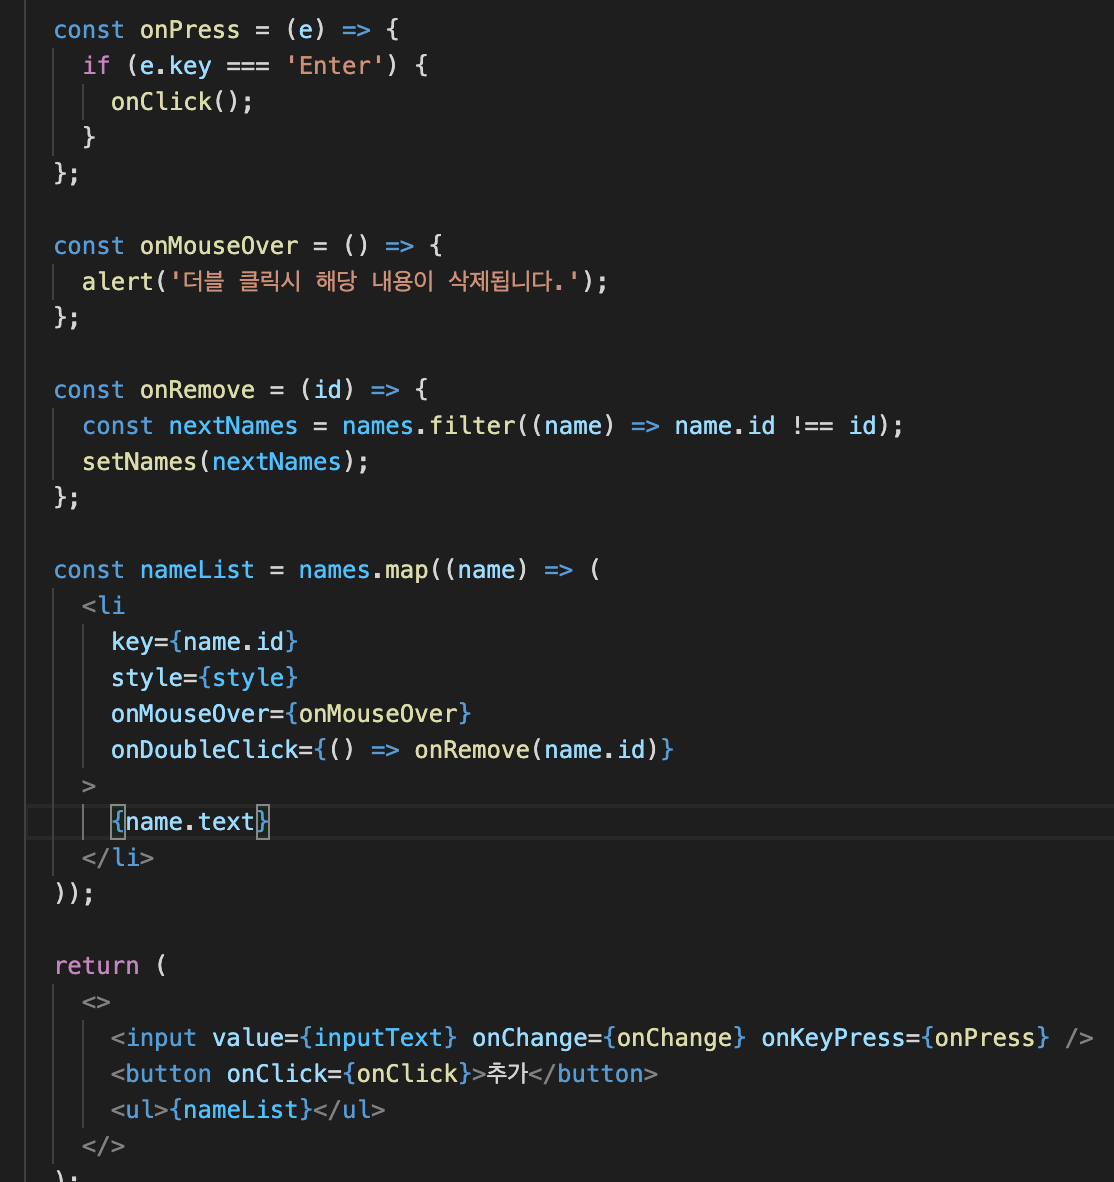 const onPress = (e) => {
if (e.key === 'Enter') {
onClick();
}
};
const onMouseOver = () => {
alert('더블 클릭시 해당 내용이 삭제됩니다.');
};
const onRemove = (id) => {
const nextNames = names.filter((name) => name.id !== id);
setNames(nextNames);
};
const nameList = names.map((name) => (
<li
key={name.id}
style={style}
onMouseOver={onMouseOver}
onDoubleClick={() => onRemove(name.id)}
>
{name.text}
</li>
));
return (
<>
<input value={inputText} onChange={onChange} onKeyPress={onPress} />
<button onClick={onClick}>추가</button>
<ul>{nameList}</ul>
</>
);